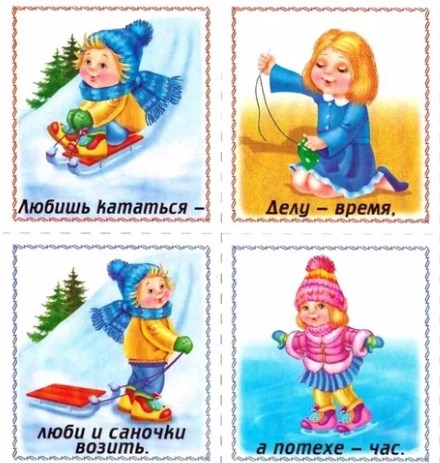 Любишь кататься –
Делу – время,
люби и саночки
возить.
а потехе – час.